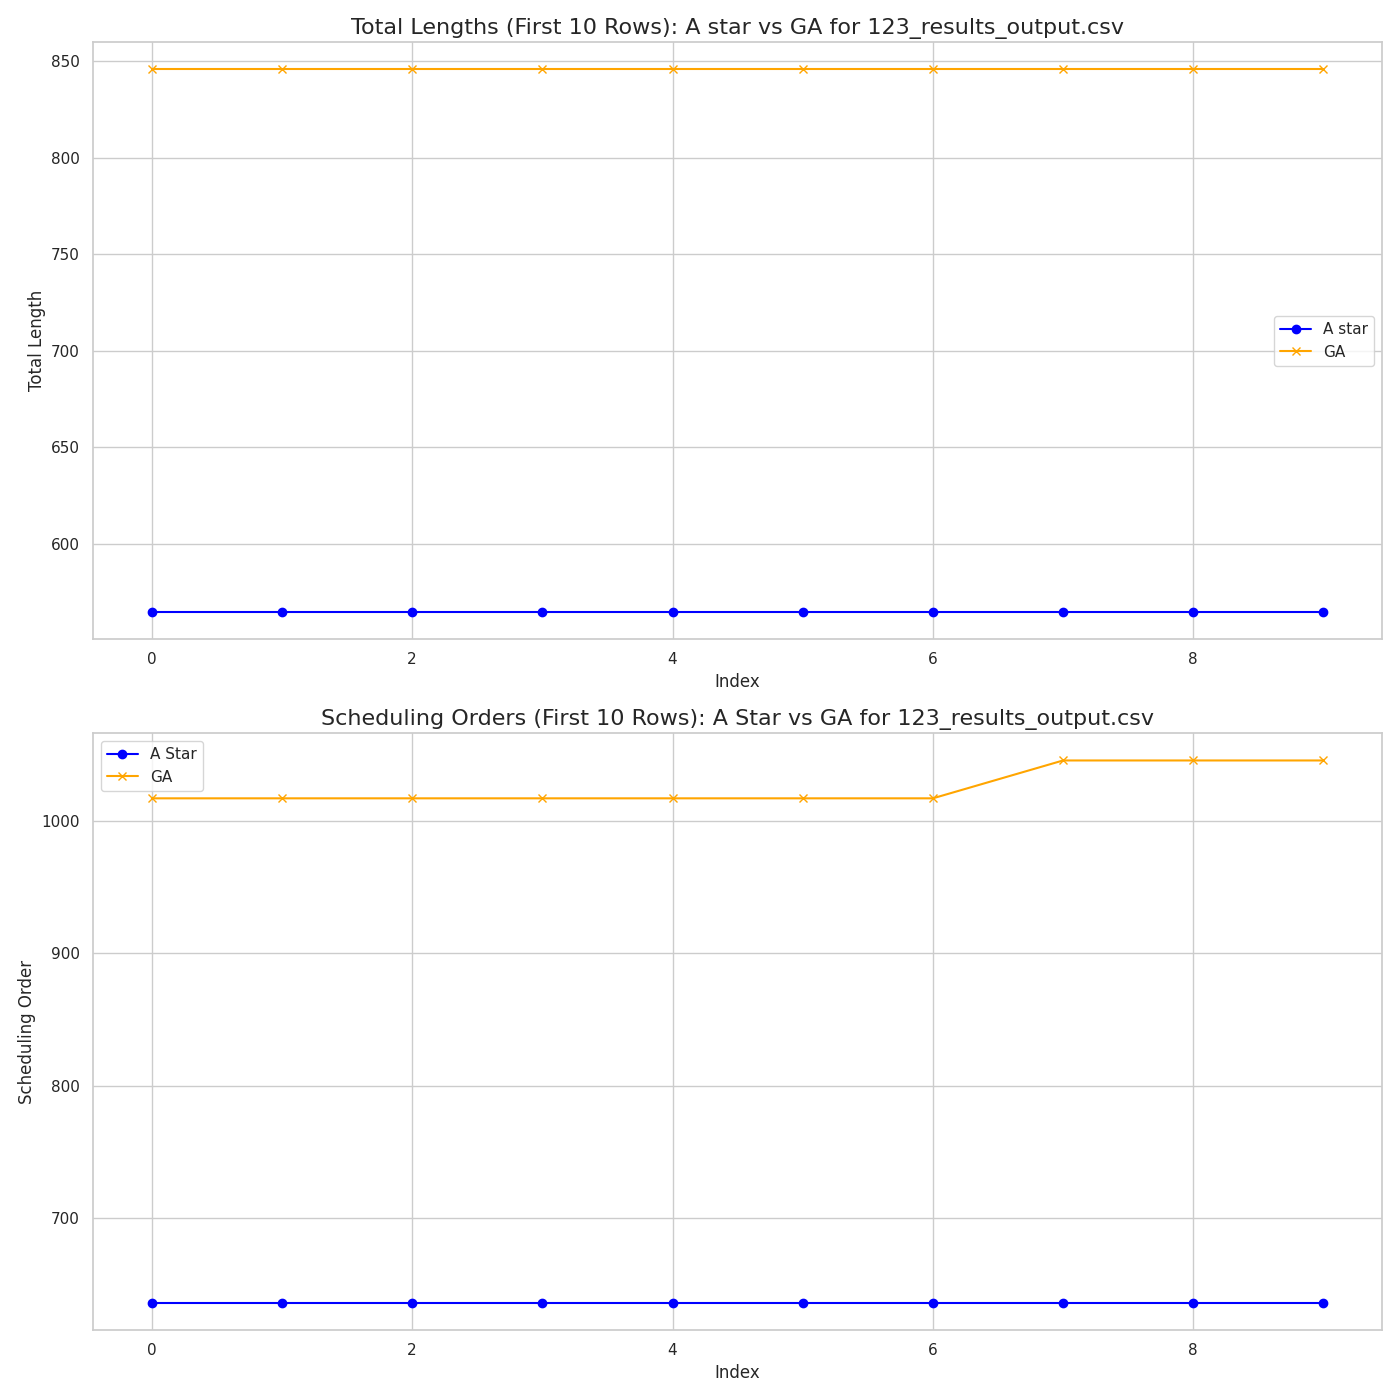 Total Lengths (First 10 Rows): A star vs GA for 123_results_output.csv
850
800
750
700
650
600
Total Length
A star
GA
0
2
4
6
8
Index
Scheduling Orders (First 10 Rows): A Star vs GA for 123_results_output.csv
A Star
GA
1000
900
800
700
Scheduling Order
0
2
4
6
8
Index